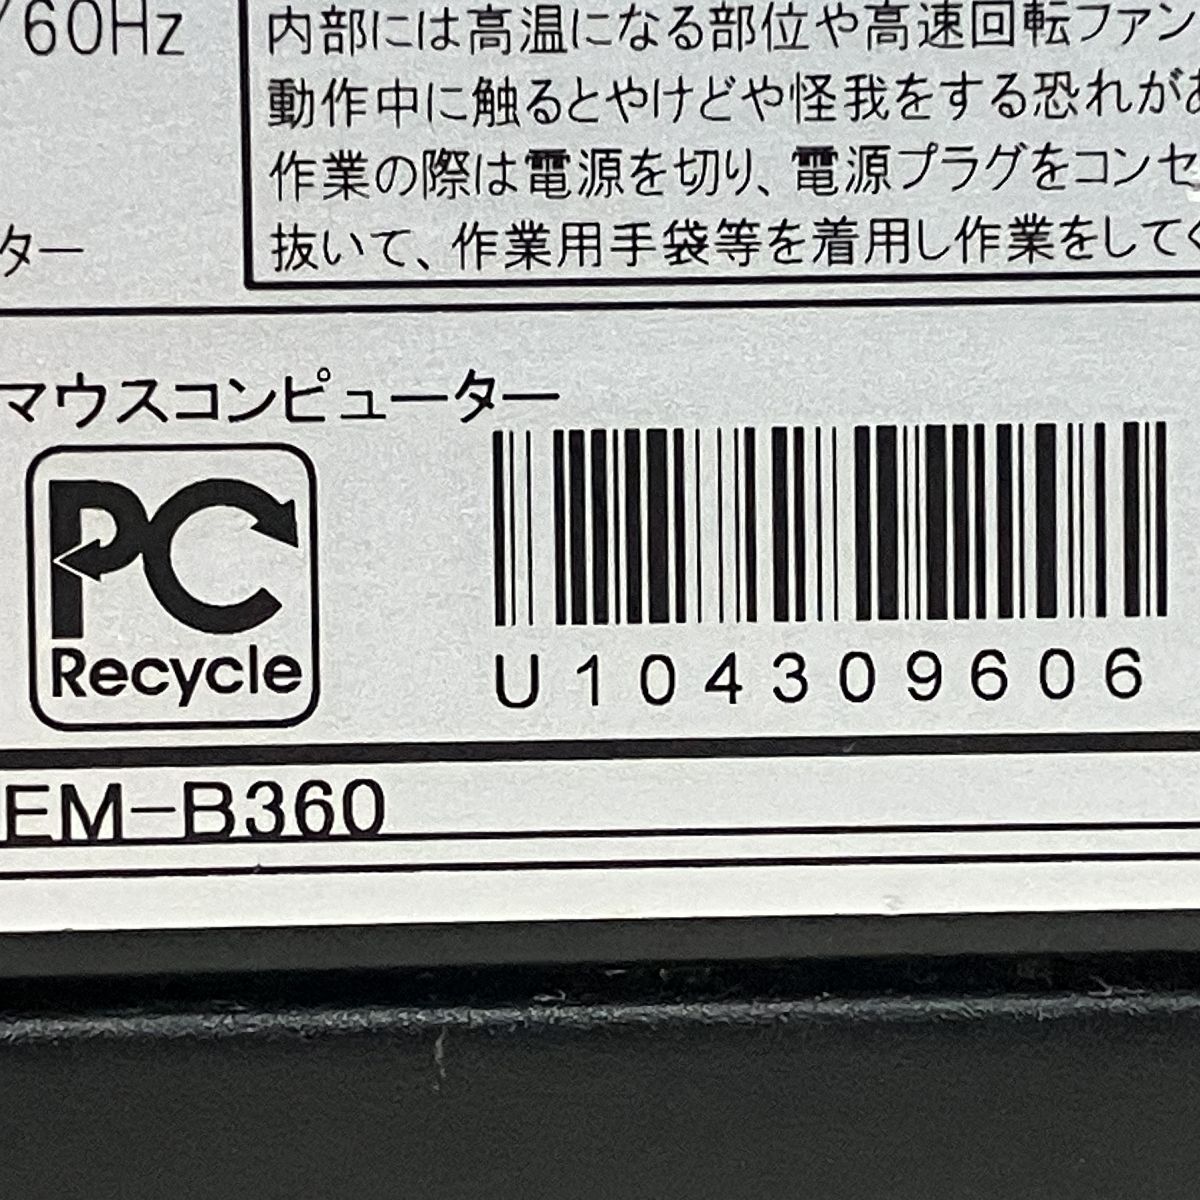 /60Hz
内部には高温になる部位や高速回転ファン
動作中に触るとやけどや怪我をする恐れが
作業の際は電源を切り、電源プラグをコンセ
ター
抜いて、作業用手袋等を着用し作業をして
マウスコンピューター
PC
Recycle
U104309606
EM-B360